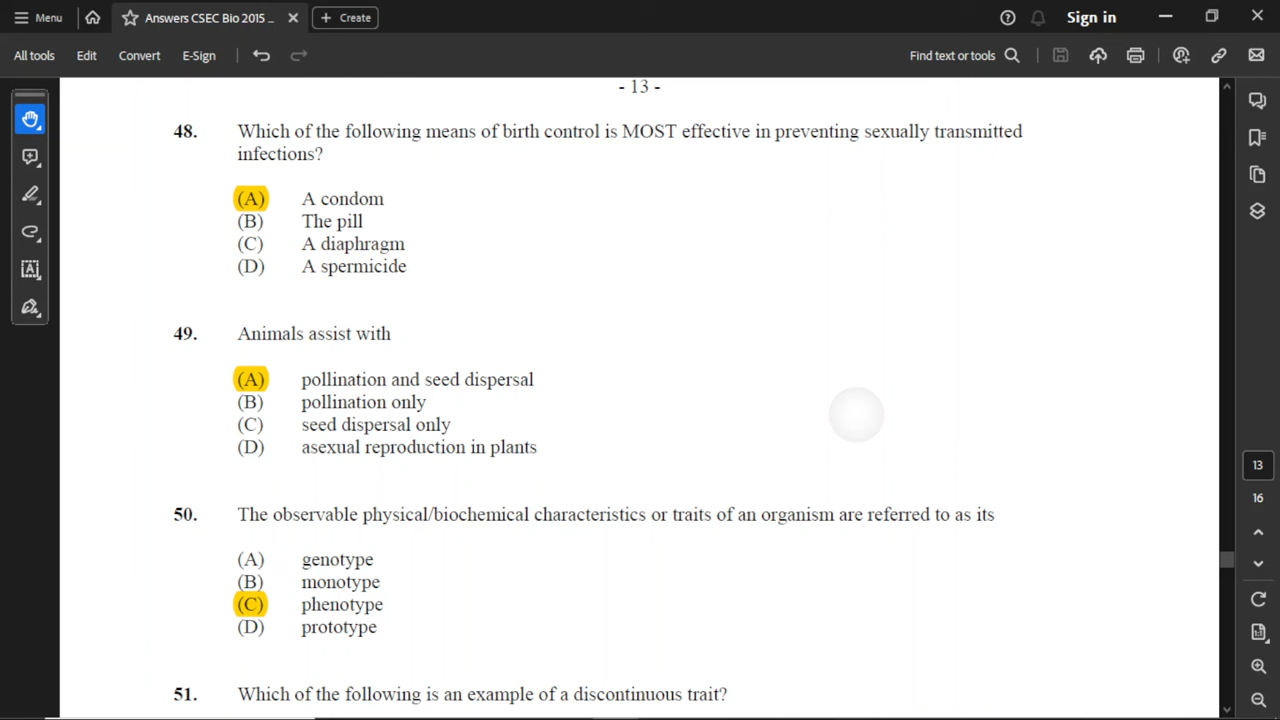 Menu
Answers CSEC Bio 2015 ...
Create
Sign in
All tools
Edit
Convert
E-Sign
Find text or tools
- 13 -
48. Which of the following means of birth control is MOST effective in preventing sexually transmitted
infections?
(A) A condom
(B) The pill
(C) A diaphragm
(D) A spermicide
49. Animals assist with
(A) pollination and seed dispersal
(B) pollination only
(C) seed dispersal only
(D) asexual reproduction in plants
50. The observable physical/biochemical characteristics or traits of an organism are referred to as its
(A) genotype
(B) monotype
(C) phenotype
(D) prototype
51. Which of the following is an example of a discontinuous trait?
13
16